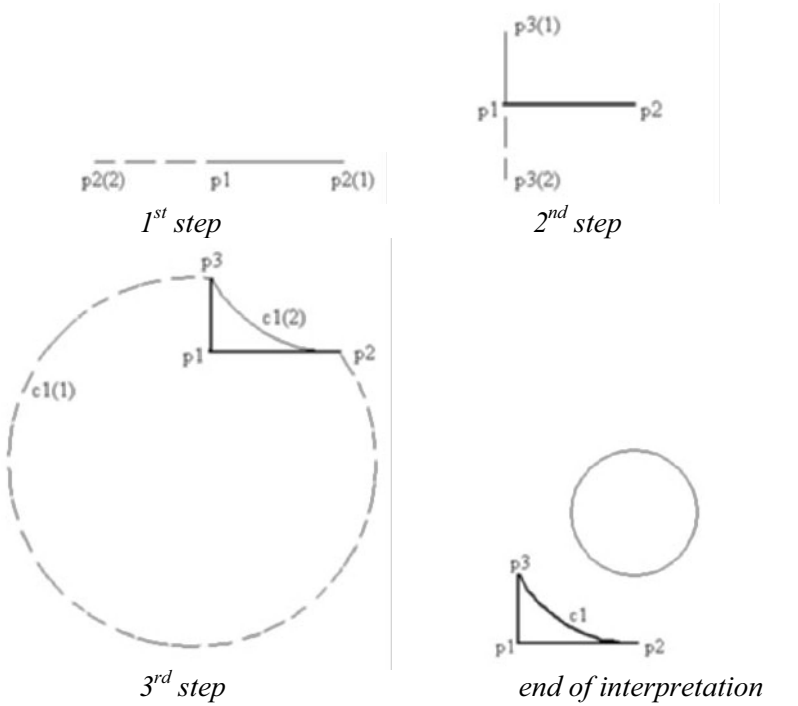 p2(2) p1 p2(1)
1st step
p3(1)
p1 p2
p3(2)
2nd step
p3
c1(2)
p1 p2
c1(1)
3rd step
p3
c1
p1 p2
end of interpretation